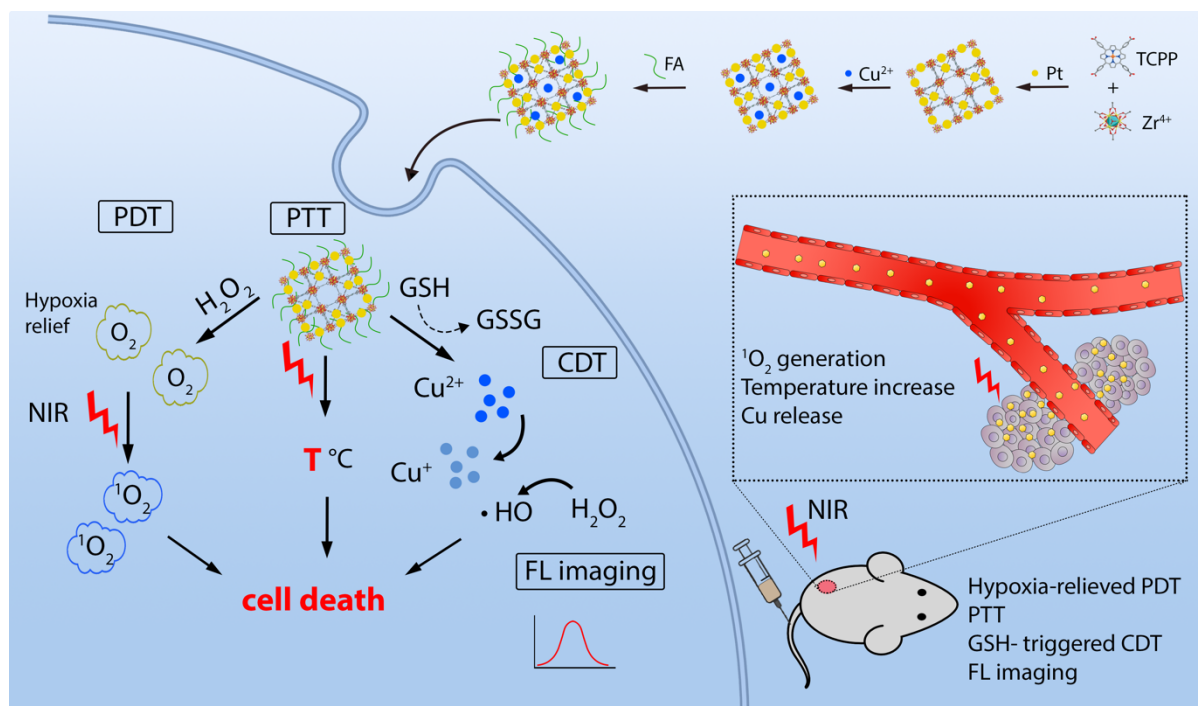 FA
Cu²⁺
Pt
TCPP
+
Zr⁴⁺
PDT
PTT
Hypoxia
relief
H₂O₂
O₂
O₂
GSH
GSSG
CDT
NIR
Cu²⁺
T °C
Cu⁺
¹O₂
¹O₂
• HO
H₂O₂
cell death
FL imaging
¹O₂ generation
Temperature increase
Cu release
NIR
Hypoxia-relieved PDT
PTT
GSH- triggered CDT
FL imaging